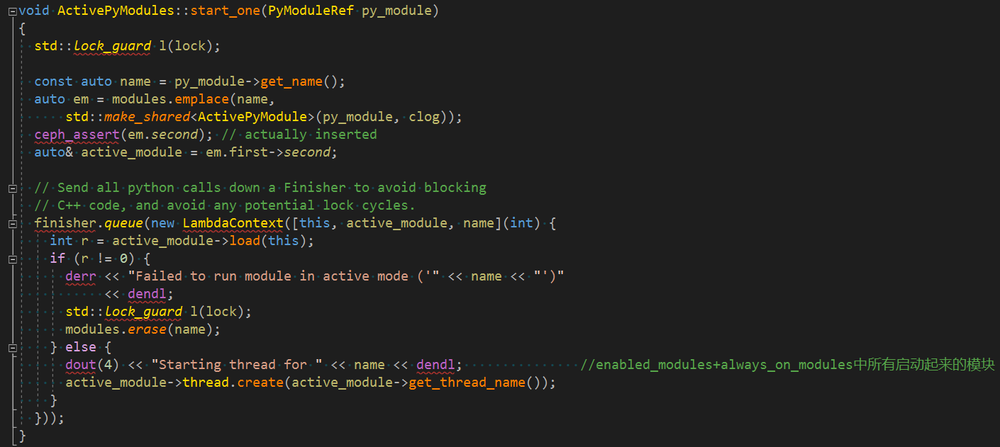 void ActivePyModules::start_one(PyModuleRef py_module)
{
  std::lock_guard l(lock);

  const auto name = py_module->get_name();
  auto em = modules.emplace(name,
      std::make_shared<ActivePyModule>(py_module, clog));
  ceph_assert(em.second); // actually inserted
  auto& active_module = em.first->second;

  // Send all python calls down a Finisher to avoid blocking
  // C++ code, and avoid any potential lock cycles.
  finisher.queue(new LambdaContext([this, active_module, name](int) {
    int r = active_module->load(this);
    if (r != 0) {
      derr << "Failed to run module in active mode ('" << name << "')"
           << dendl;
      std::lock_guard l(lock);
      modules.erase(name);
    } else {
      dout(4) << "Starting thread for " << name << dendl;               //enabled_modules+always_on_modules中所有启动起来的模块
      active_module->thread.create(active_module->get_thread_name());
    }
  }));
}